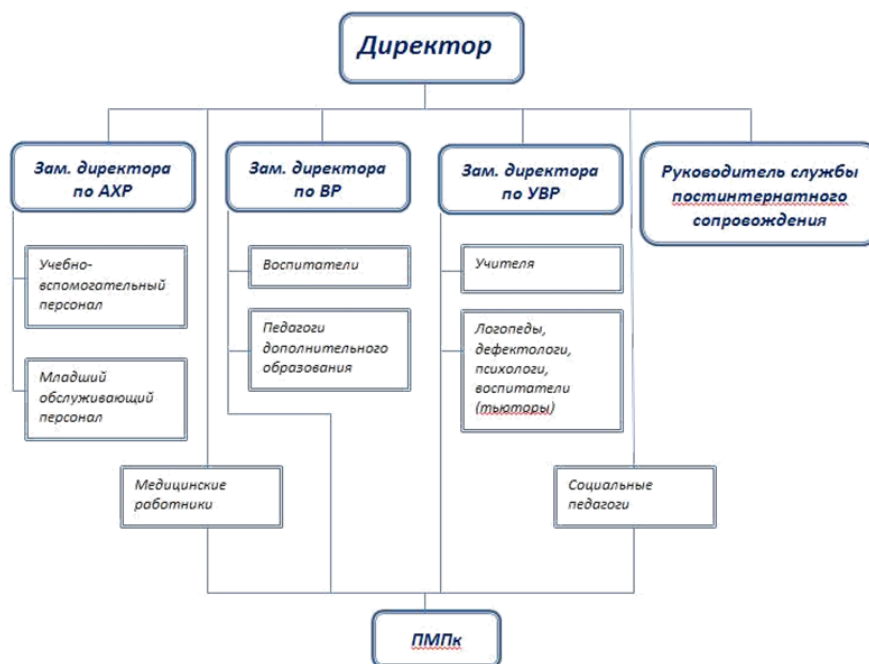 Директор
Зам. директора
по АХР
Зам. директора
по ВР
Зам. директора
по УВР
Руководитель службы
постинтернатного
сопровождения
Учебно-
вспомогательный
персонал
Воспитатели
Учителя
Педагоги
дополнительного
образования
Логопеды,
дефектологи,
психологи,
воспитатели
(тьюторы)
Младший
обслуживающий
персонал
Медицинские
работники
Социальные
педагоги
ПМПк